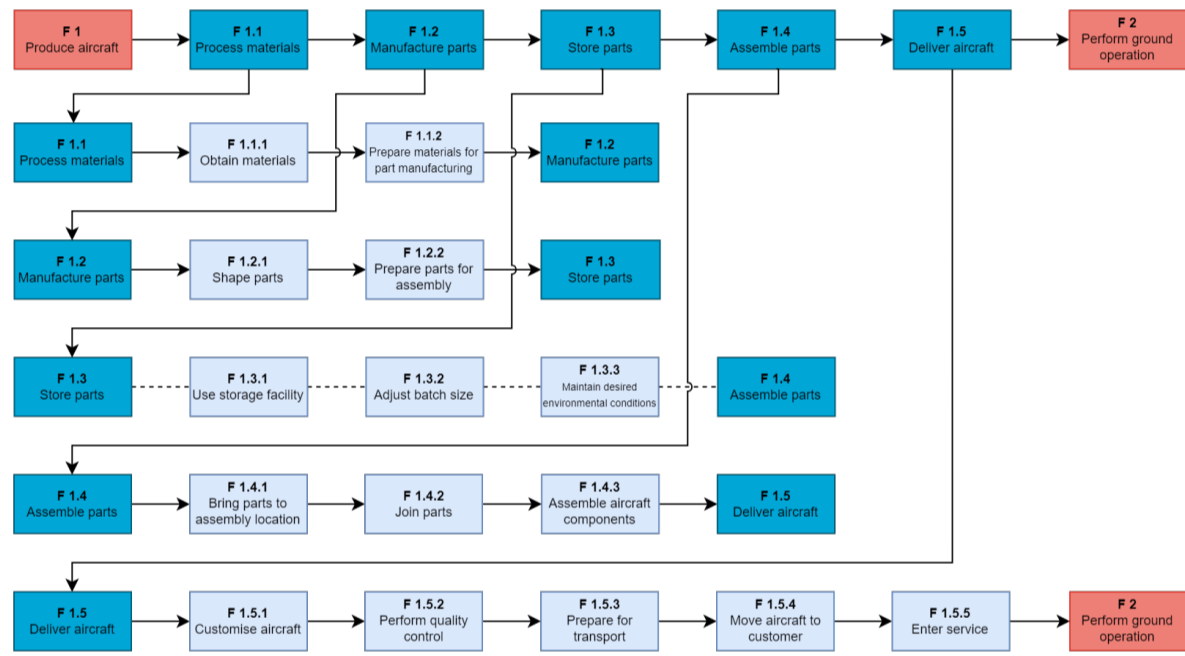 F 1
Produce aircraft
F 1.1
Process materials
F 1.2
Manufacture parts
F 1.3
Store parts
F 1.4
Assemble parts
F 1.5
Deliver aircraft
F 2
Perform ground
operation
F 1.1
Process materials
F 1.1.1
Obtain materials
F 1.1.2
Prepare materials for
part manufacturing
F 1.2
Manufacture parts
F 1.2
Manufacture parts
F 1.2.1
Shape parts
F 1.2.2
Prepare parts for
assembly
F 1.3
Store parts
F 1.3
Store parts
F 1.3.1
Use storage facility
F 1.3.2
Adjust batch size
F 1.3.3
Maintain desired
environmental conditions
F 1.4
Assemble parts
F 1.4
Assemble parts
F 1.4.1
Bring parts to
assembly location
F 1.4.2
Join parts
F 1.4.3
Assemble aircraft
components
F 1.5
Deliver aircraft
F 1.5
Deliver aircraft
F 1.5.1
Customise aircraft
F 1.5.2
Perform quality
control
F 1.5.3
Prepare for
transport
F 1.5.4
Move aircraft to
customer
F 1.5.5
Enter service
F 2
Perform ground
operation